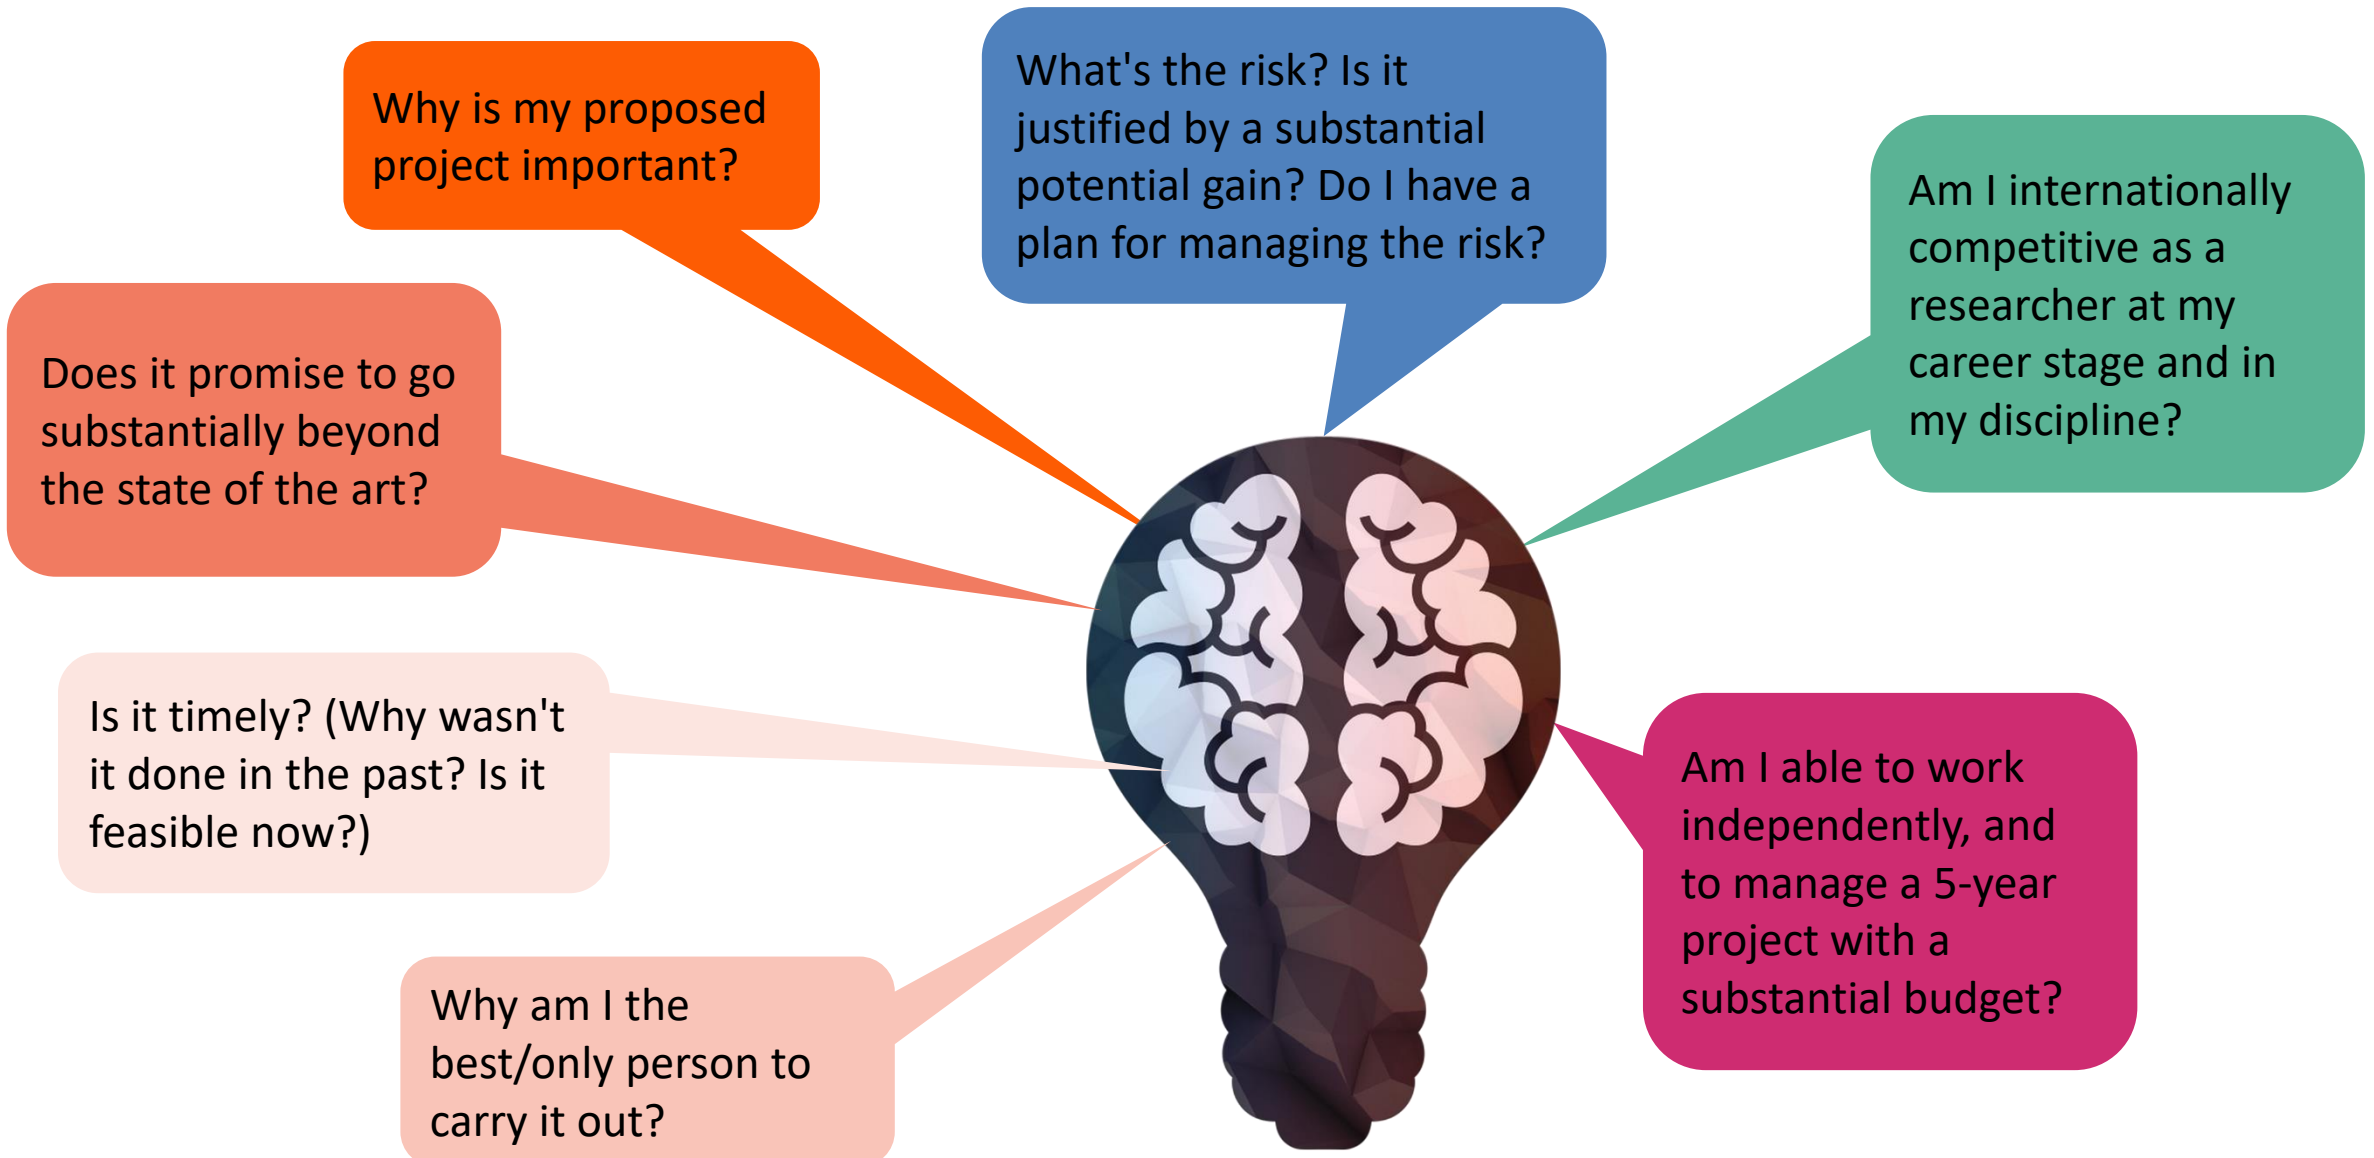 Why is my proposed
project important?
What's the risk? Is it
justified by a substantial
potential gain? Do I have a
plan for managing the risk?
Am I internationally
competitive as a
researcher at my
career stage and in
my discipline?
Does it promise to go
substantially beyond
the state of the art?
Is it timely? (Why wasn't
it done in the past? Is it
feasible now?)
Am I able to work
independently, and
to manage a 5-year
project with a
substantial budget?
Why am I the
best/only person to
carry it out?